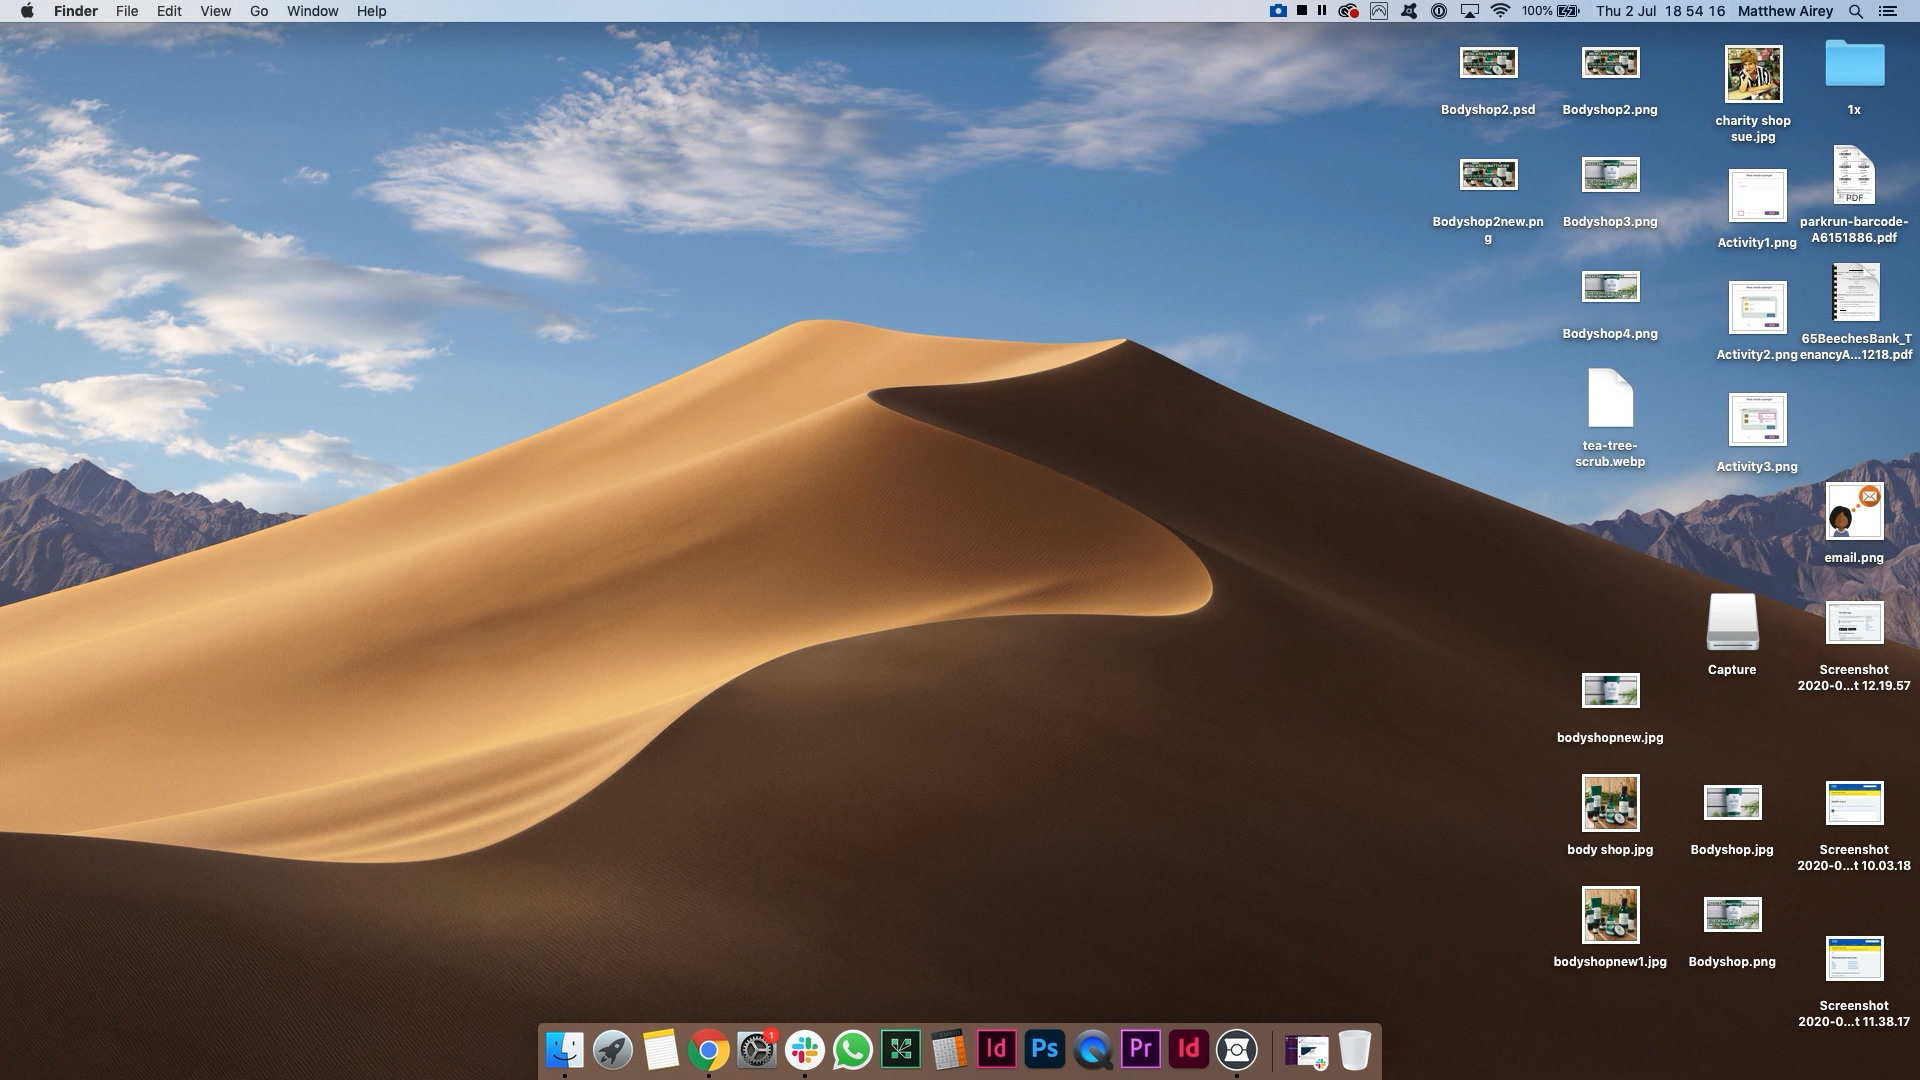 Finder File Edit View Go Window Help 100% Thu 2 Jul 18 54 16 Matthew Airey
Bodyshop2.psd
Bodyshop2.png
charity shop
sue.jpg
1x
Bodyshop2new.pn
g
Bodyshop3.png
Activity1.png
PDF
parkrun-barcode-
A6151886.pdf
Bodyshop4.png
Activity2.png
65BeechesBank_T
enancyA...1218.pdf
tea-tree-
scrub.webp
Activity3.png
email.png
Capture
Screenshot
2020-0...t 12.19.57
bodyshopnew.jpg
body shop.jpg
Bodyshop.jpg
Screenshot
2020-0...t 10.03.18
bodyshopnew1.jpg
Bodyshop.png
Screenshot
2020-0...t 11.38.17
1
Id
Ps
Pr
Id